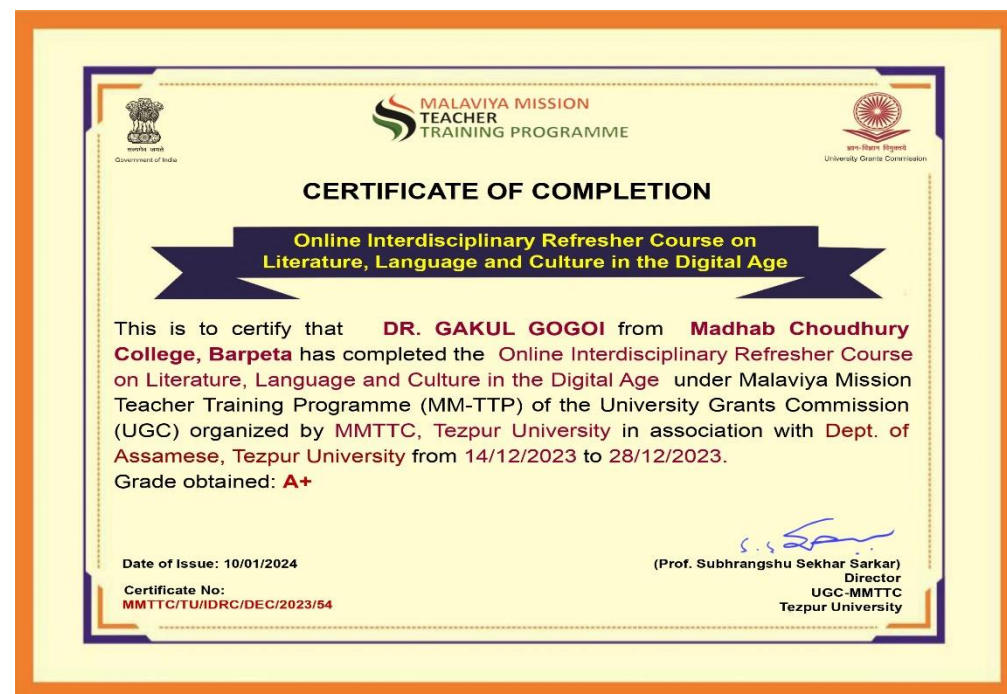 सत्यमेव जयते
Government of India
MALAVIYA MISSION
TEACHER
TRAINING PROGRAMME
ज्ञान-विज्ञान विमुक्तये
University Grants Commission
CERTIFICATE OF COMPLETION
Online Interdisciplinary Refresher Course on
Literature, Language and Culture in the Digital Age
This is to certify that DR. GAKUL GOGOI from Madhab Choudhury
College, Barpeta has completed the Online Interdisciplinary Refresher Course
on Literature, Language and Culture in the Digital Age under Malaviya Mission
Teacher Training Programme (MM-TTP) of the University Grants Commission
(UGC) organized by MMTTC, Tezpur University in association with Dept. of
Assamese, Tezpur University from 14/12/2023 to 28/12/2023.
Grade obtained: A+
S. S
Date of Issue: 10/01/2024
(Prof. Subhrangshu Sekhar Sarkar)
Director
Certificate No:
UGC-MMTTC
MMTTC/TU/IDRC/DEC/2023/54
Tezpur University